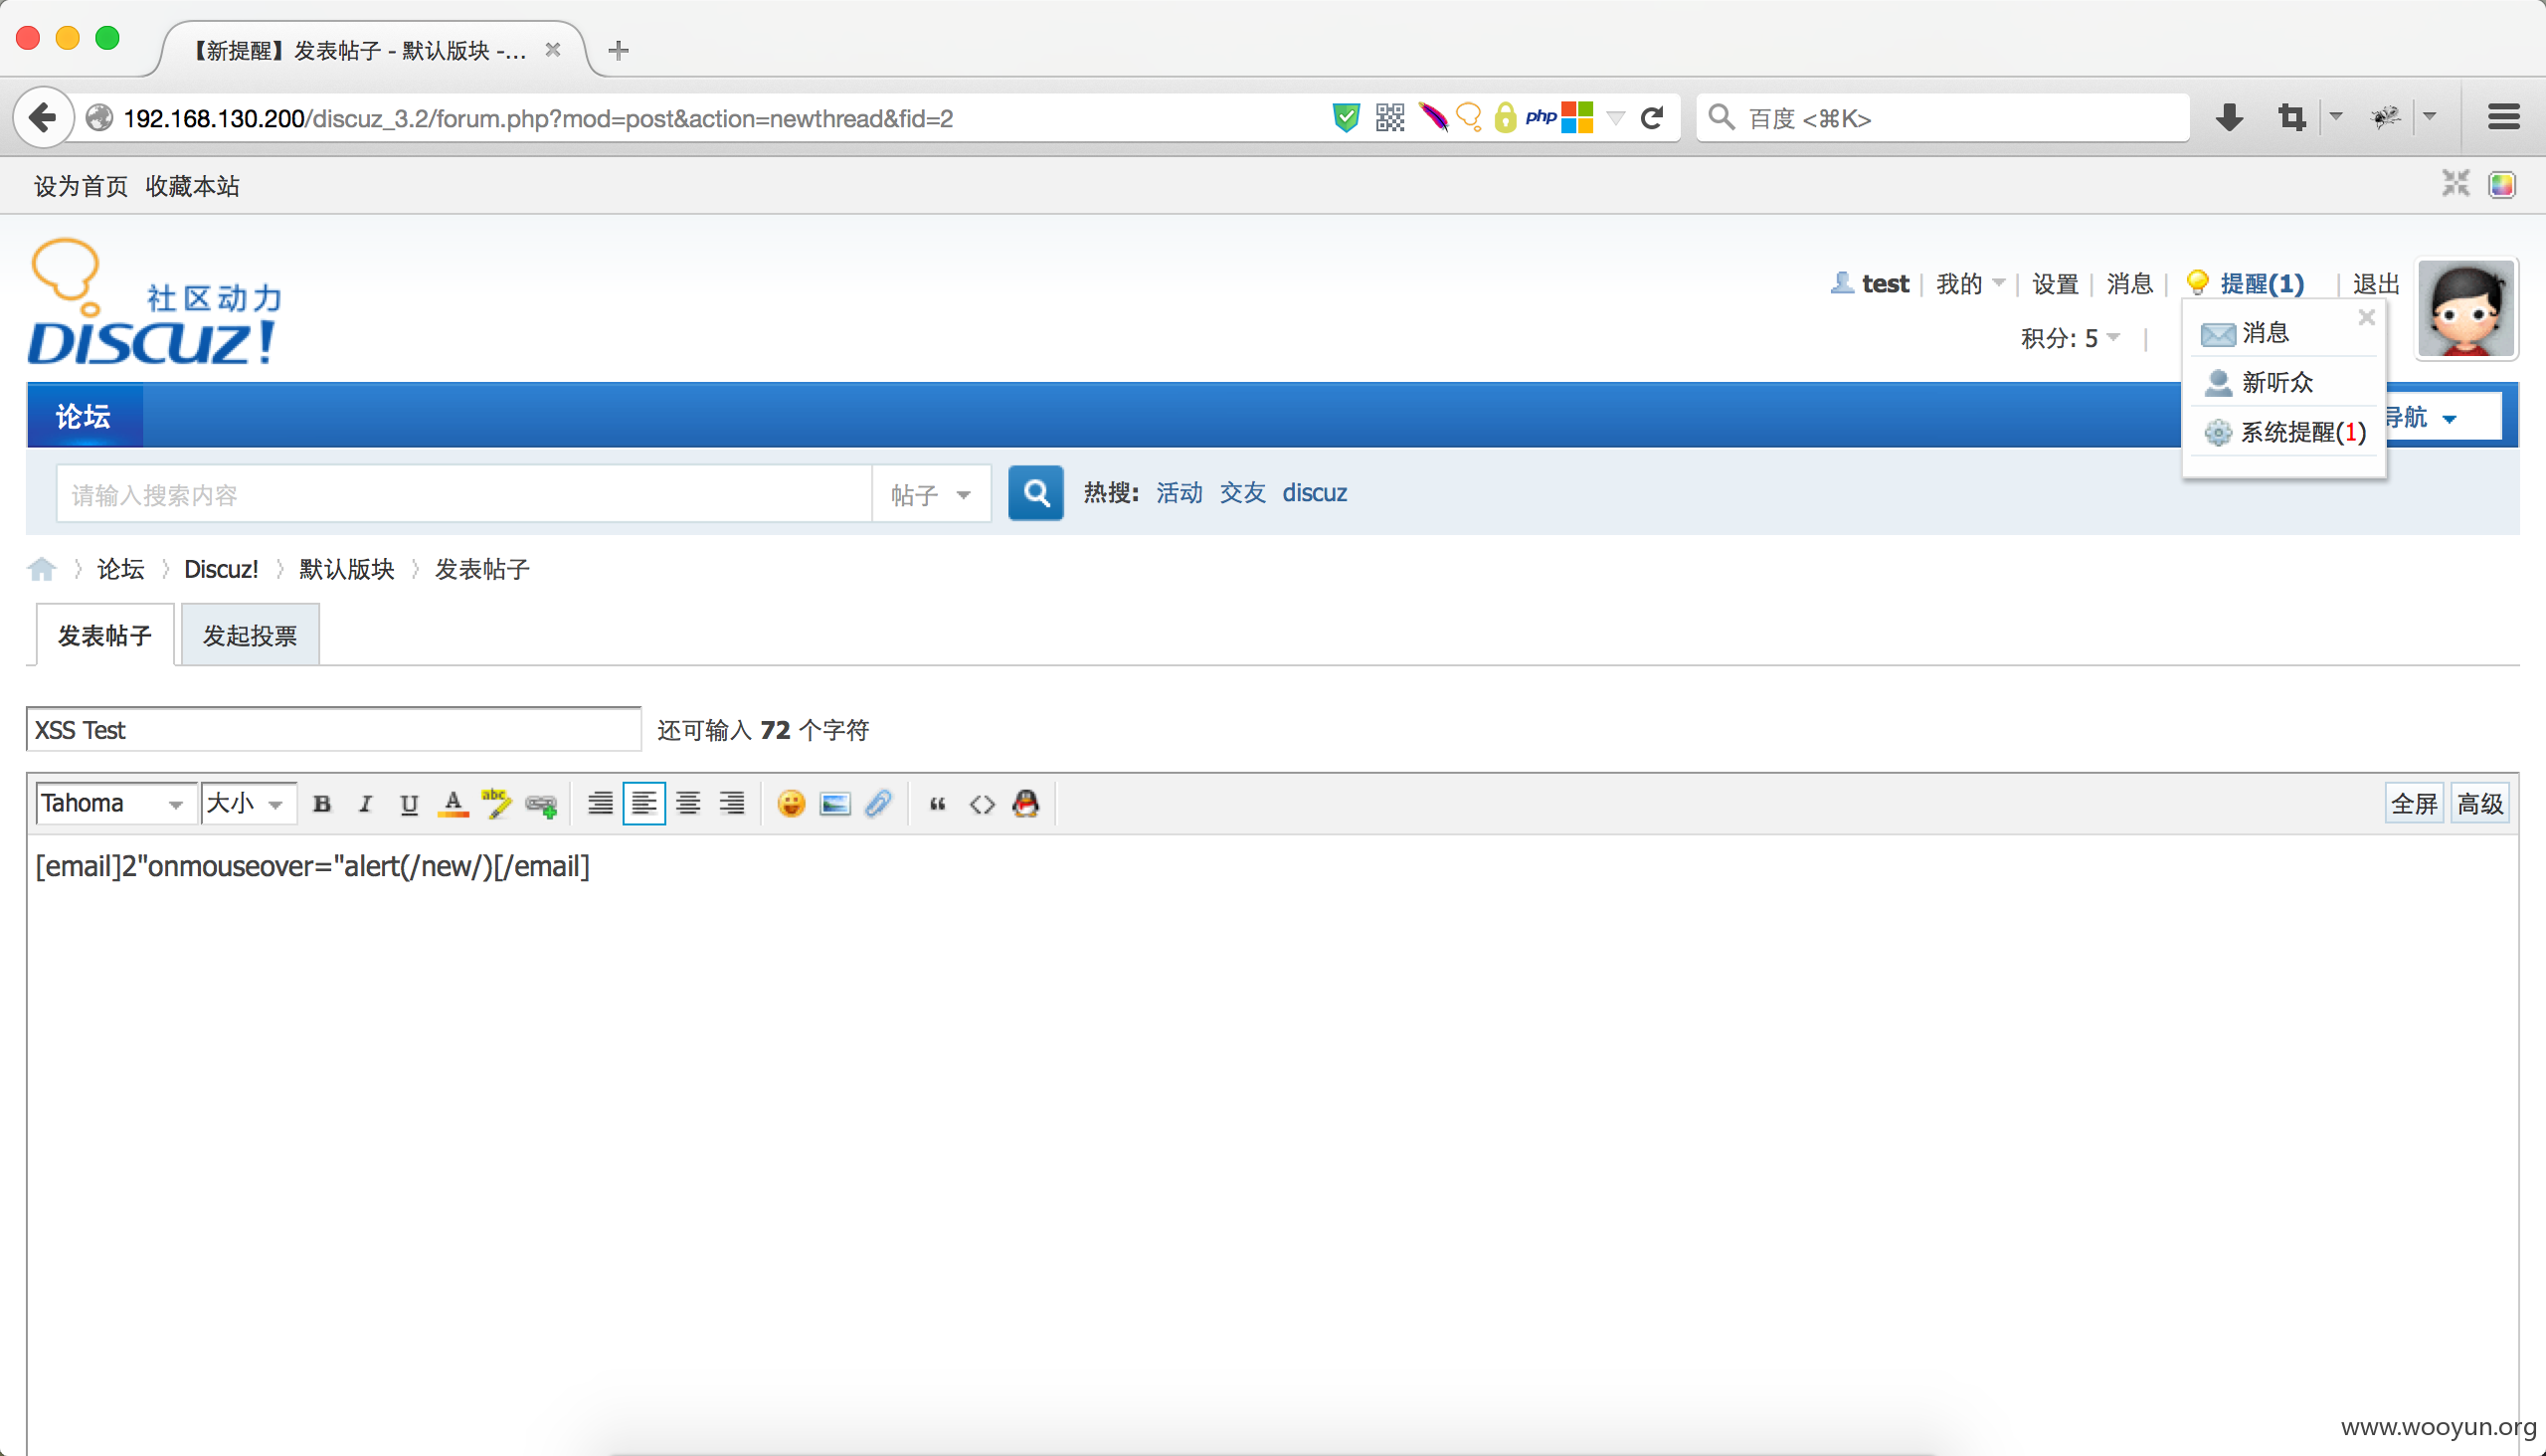 【新提醒】发表帖子 - 默认版块 -...
192.168.130.200/discuz_3.2/forum.php?mod=post&action=newthread&fid=2
php
百度 <⌘K>
设为首页 收藏本站
社区动力
DISCUZ!
test 我的 设置 消息 提醒(1) 退出
积分: 5
消息
新听众
系统提醒(1)
论坛
导航
请输入搜索内容
帖子
热搜: 活动 交友 discuz
论坛 Discuz! 默认版块 发表帖子
发表帖子 发起投票
XSS Test
还可输入 72 个字符
Tahoma 大小 B I U A abc
全屏 高级
[email]2"onmouseover="alert(/new/)[/email]
www.wooyun.org